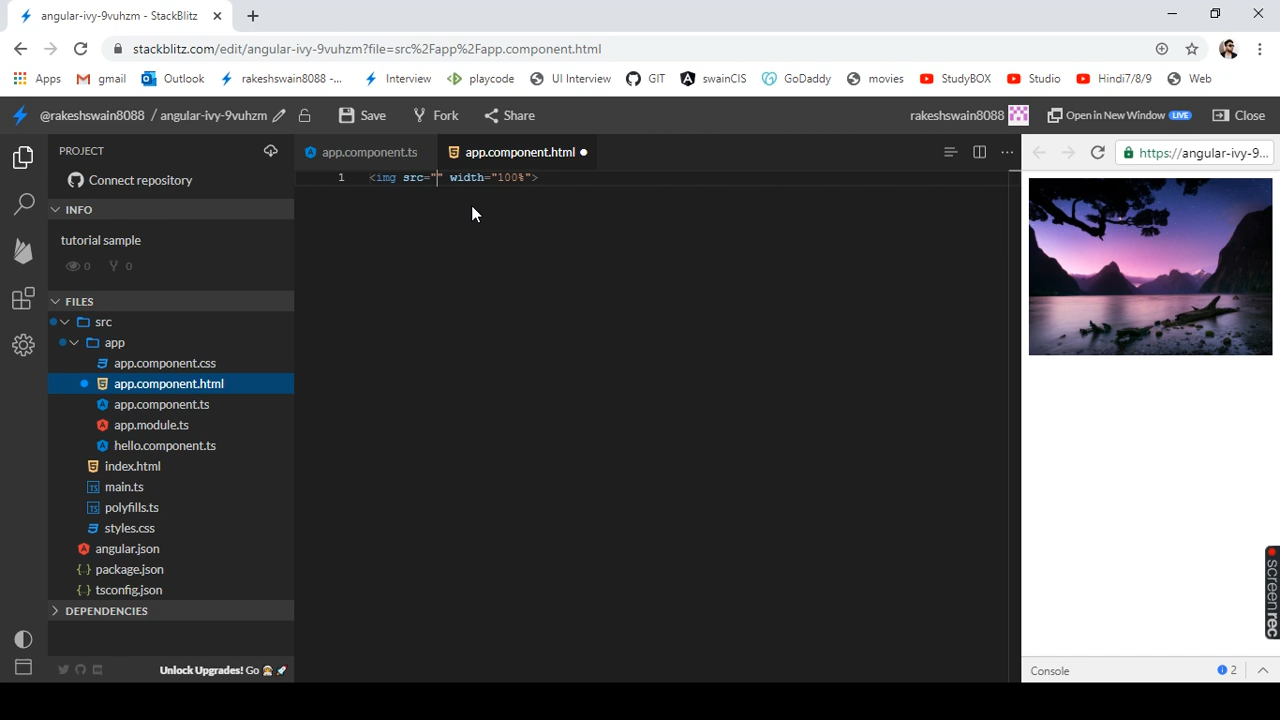 angular-ivy-9vuhzm - StackBlitz
stackblitz.com/edit/angular-ivy-9vuhzm?file=src%2Fapp%2Fapp.component.html
Apps gmail Outlook rakeshswain8088 -... Interview playcode UI Interview GIT swainCIS GoDaddy movies StudyBOX Studio Hindi7/8/9 Web
@rakeshswain8088 / angular-ivy-9vuhzm Save Fork Share rakeshswain8088 Open in New Window LIVE Close
PROJECT
app.component.ts app.component.html
https://angular-ivy-9...
Connect repository
1 <img src="" width="100%">
INFO
tutorial sample
0 0
FILES
src
app
app.component.css
app.component.html
app.component.ts
app.module.ts
hello.component.ts
index.html
main.ts
polyfills.ts
styles.css
angular.json
package.json
tsconfig.json
DEPENDENCIES
Unlock Upgrades! Go
Console 2
screenrec